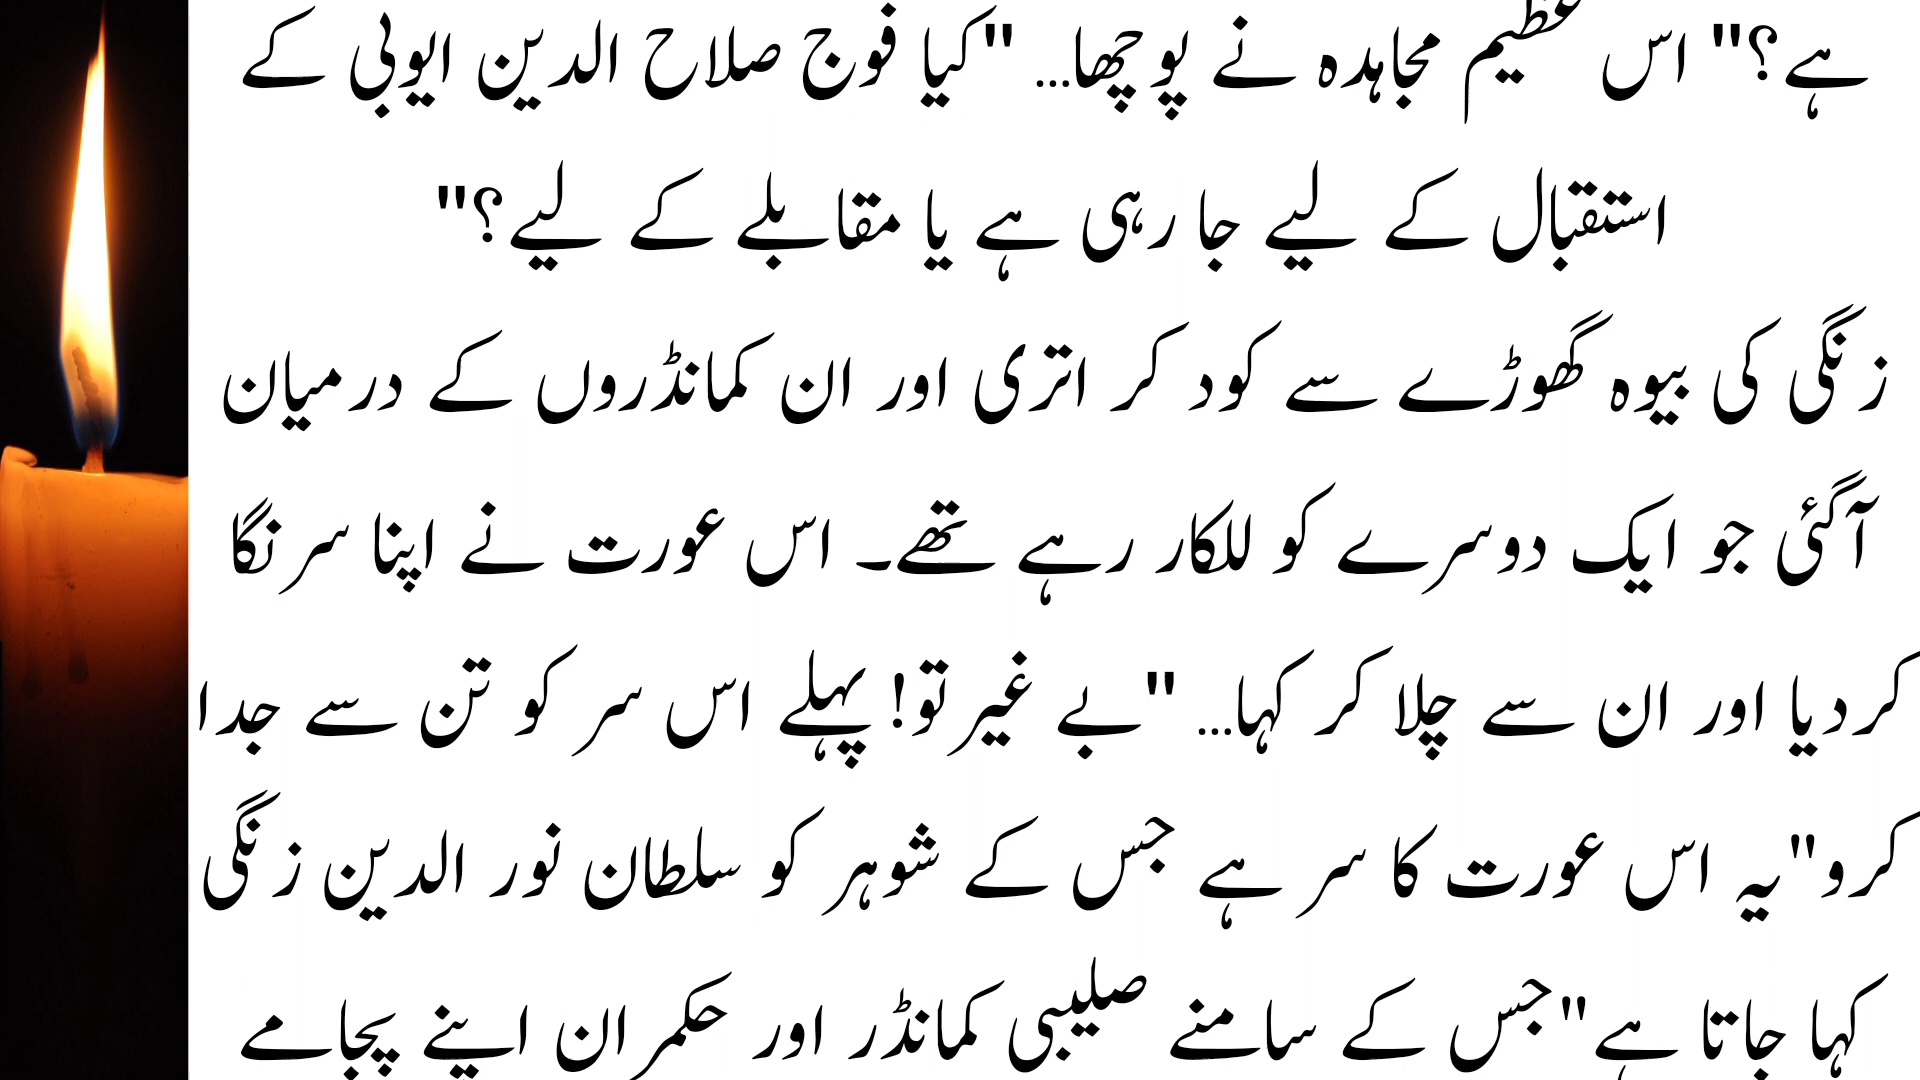 ہے؟" اس عظیم مجاہدہ نے پوچھا... "کیا فوج صلاح الدین ایوبی کے
استقبال کے لیے جا رہی ہے یا مقابلے کے لیے؟"
زنگی کی بیوہ گھوڑے سے کود کر اتری اور ان کمانڈروں کے درمیان
آگئی جو ایک دوسرے کو للکار رہے تھے۔ اس عورت نے اپنا سر ننگا
کردیا اور ان سے چلا کر کہا... "بے غیرتو! پہلے اس سر کو تن سے جدا
کرو"یہ اس عورت کا سر ہے جس کے شوہر کو سلطان نور الدین زنگی
کہا جاتا ہے"جس کے سامنے صلیبی کمانڈر اور حکمران اپنے پجامے